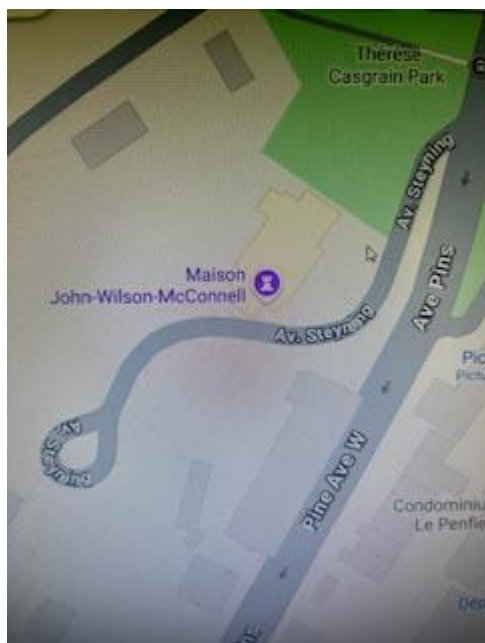 Thérèse
Casgrain Park
Av. Steyning
Ave Pins
Maison
John-Wilson-McConnell
Av. Steyning
Av. Steyning
Pine Ave W
Condominiu
Le Penfie